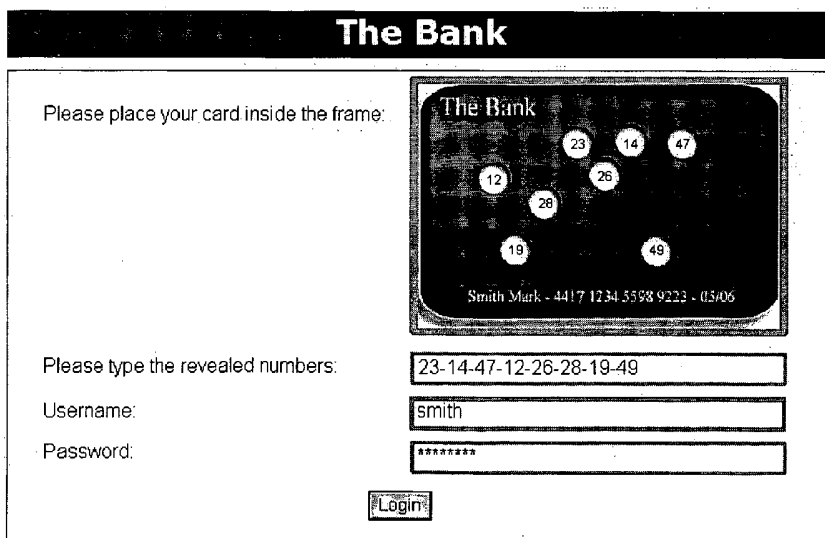 The Bank
Please place your card inside the frame:
The Bank
23 14 47
12 26
28
19 49
Smith Mark - 4417 1234 5598 9223 - 05/06
Please type the revealed numbers: 23-14-47-12-26-28-19-49
Username: smith
Password: ********
Login